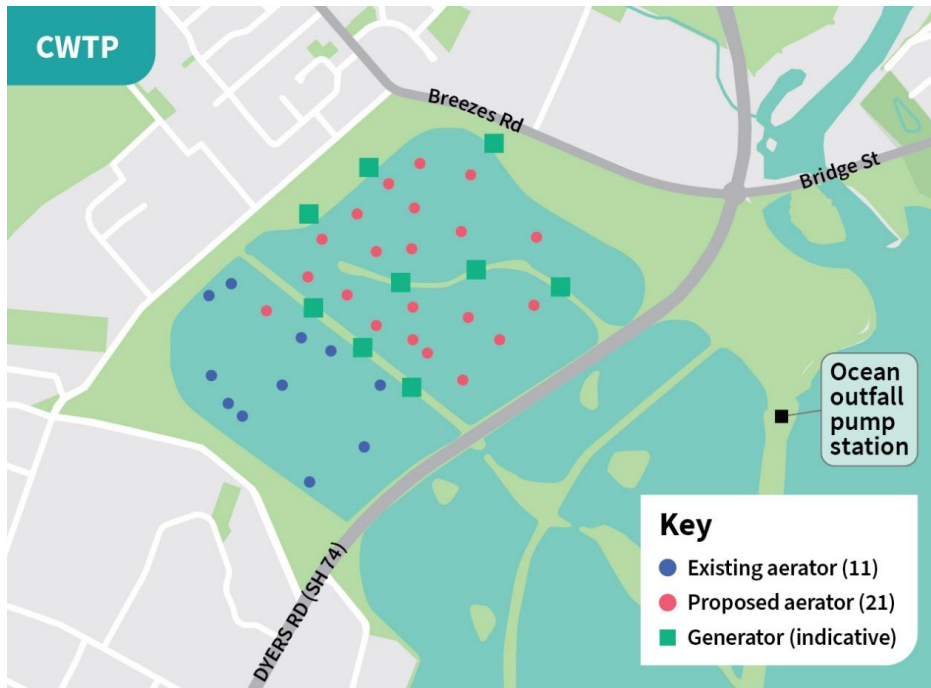 CWTP
Breezes Rd
Bridge St
Ocean
outfall
pump
station
DYERS RD (SH 74)
Key
Existing aerator (11)
Proposed aerator (21)
Generator (indicative)